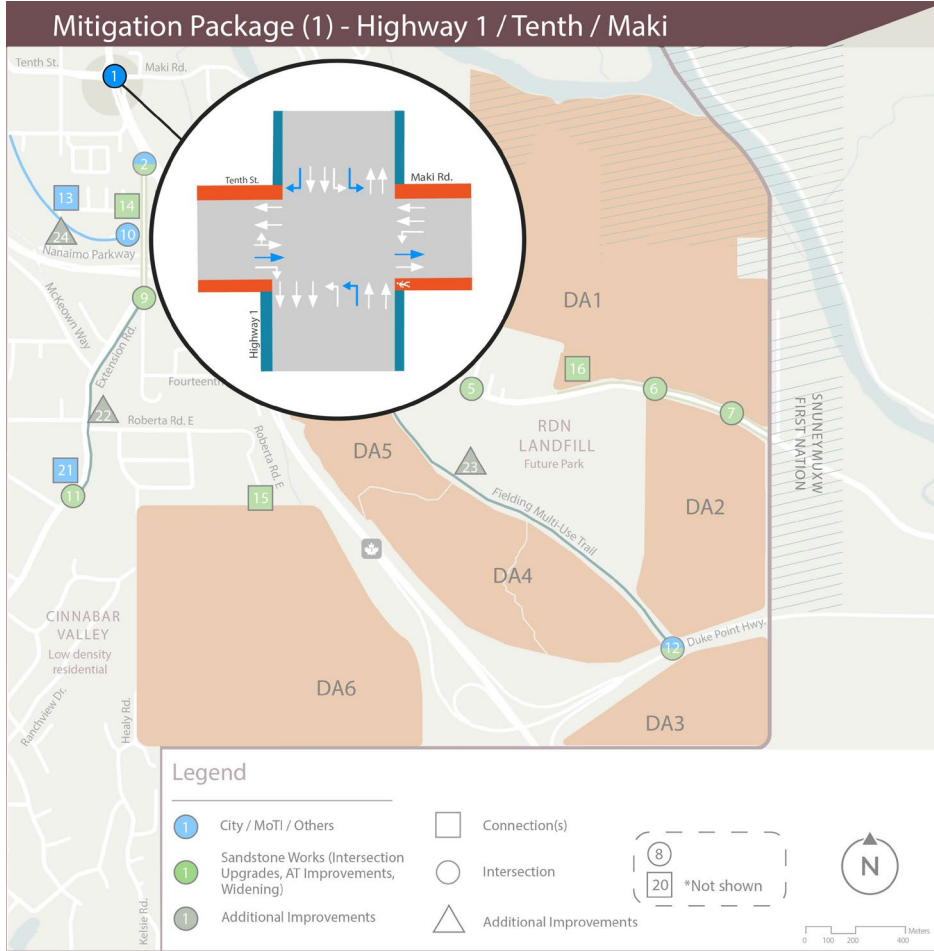 Mitigation Package (1) - Highway 1 / Tenth / Maki
Tenth St.
1
Maki Rd.
2
13
14
24
10
Nanaimo Parkway
McKeown Way
9
Extension Rd.
Fourteenth
22
Roberta Rd. E
Roberta Rd. E
21
11
15
Tenth St.
Maki Rd.
Highway 1
DA1
16
5
6
7
RDN
LANDFILL
Future Park
SNUNEYMUXW
FIRST NATION
DA5
23
Fielding Multi-Use Trail
DA2
DA4
12
Duke Point Hwy.
CINNABAR
VALLEY
Low density
residential
DA6
DA3
Ranchview Dr.
Healy Rd.
Kelsie Rd.
Legend
1 City / MoTI / Others
1 Sandstone Works (Intersection
Upgrades, AT Improvements,
Widening)
1 Additional Improvements
Connection(s)
Intersection
Additional Improvements
8
20 *Not shown
N
0 100 200 400 Meters